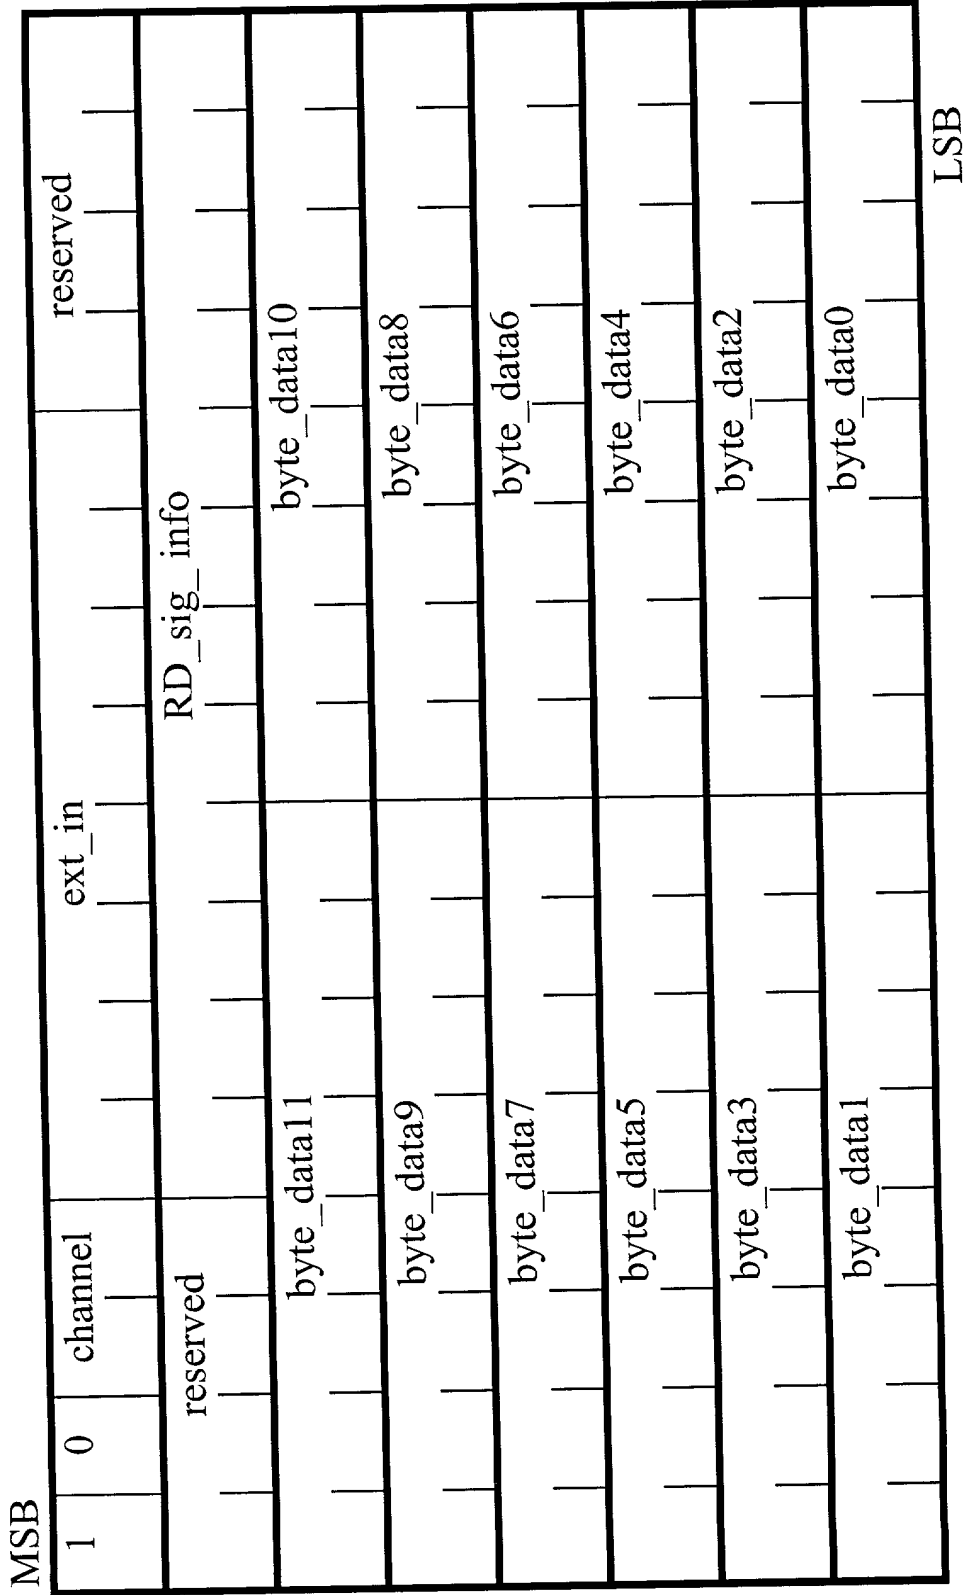 MSB
1 0 channel ext_in reserved
reserved RD_sig_info
byte_data11 byte_data10
byte_data9 byte_data8
byte_data7 byte_data6
byte_data5 byte_data4
byte_data3 byte_data2
byte_data1 byte_data0
LSB